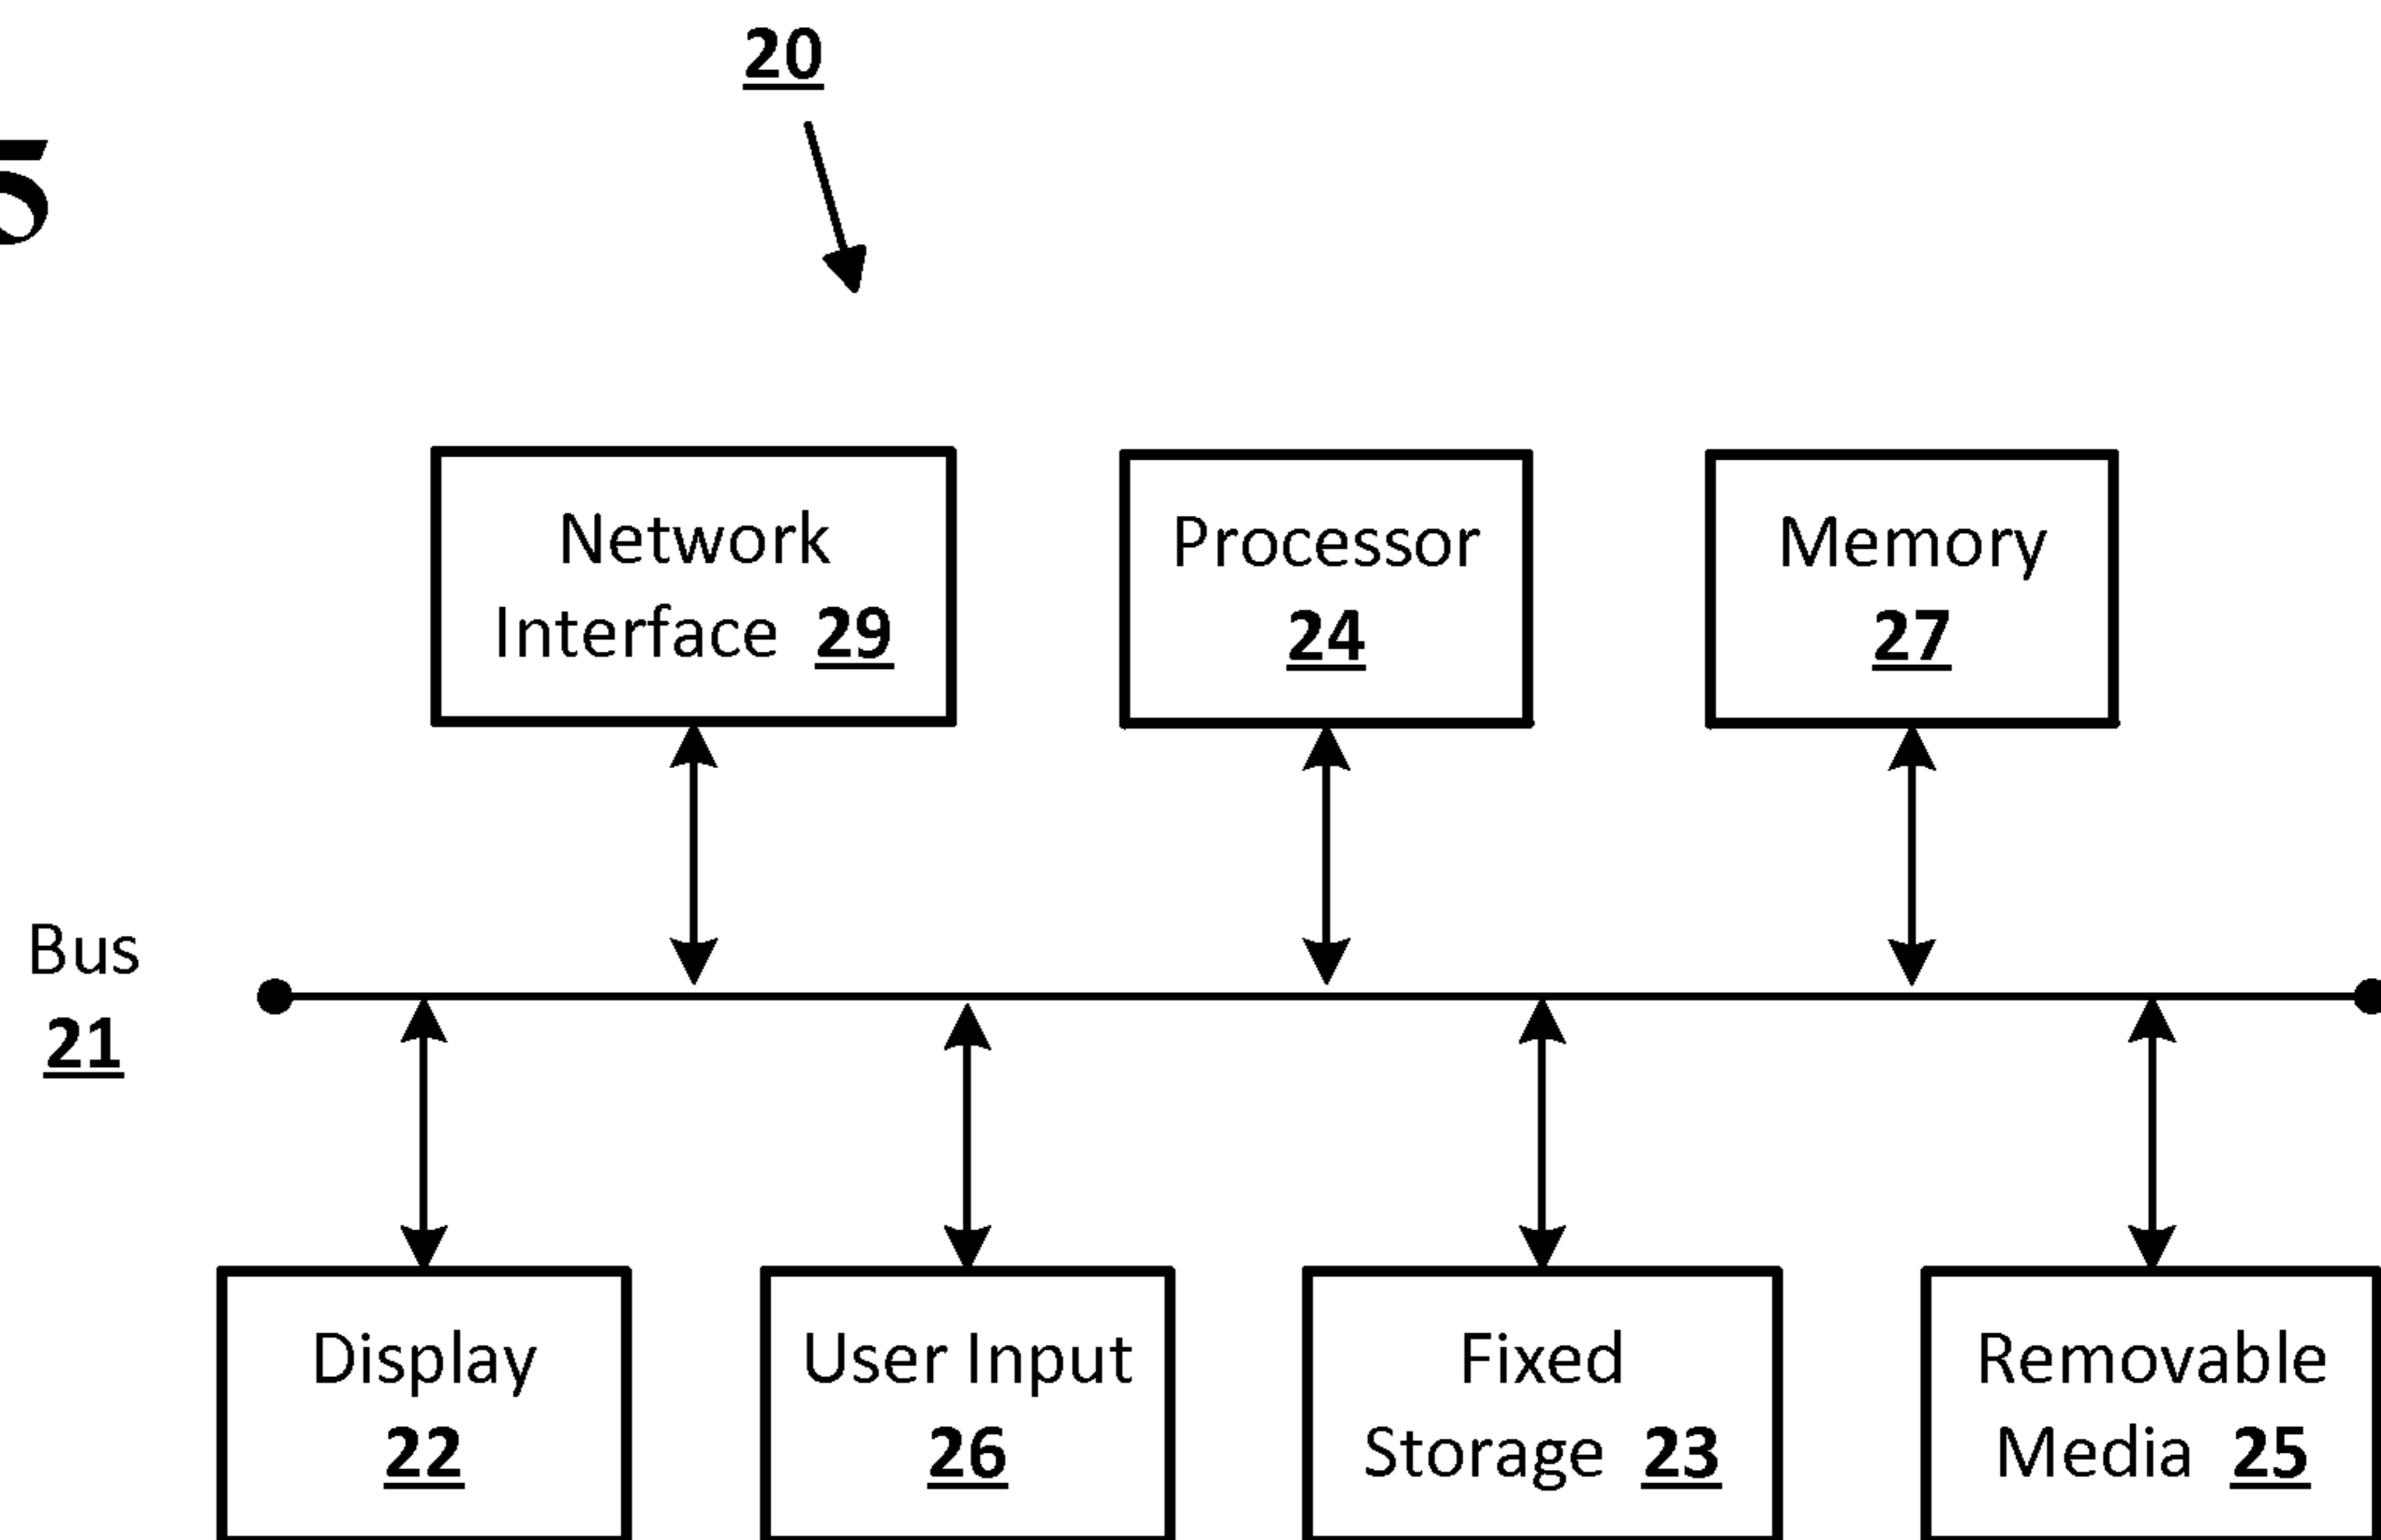 20
5
Network
Interface 29
Processor
24
Memory
27
Bus
21
Display
22
User Input
26
Fixed
Storage 23
Removable
Media 25